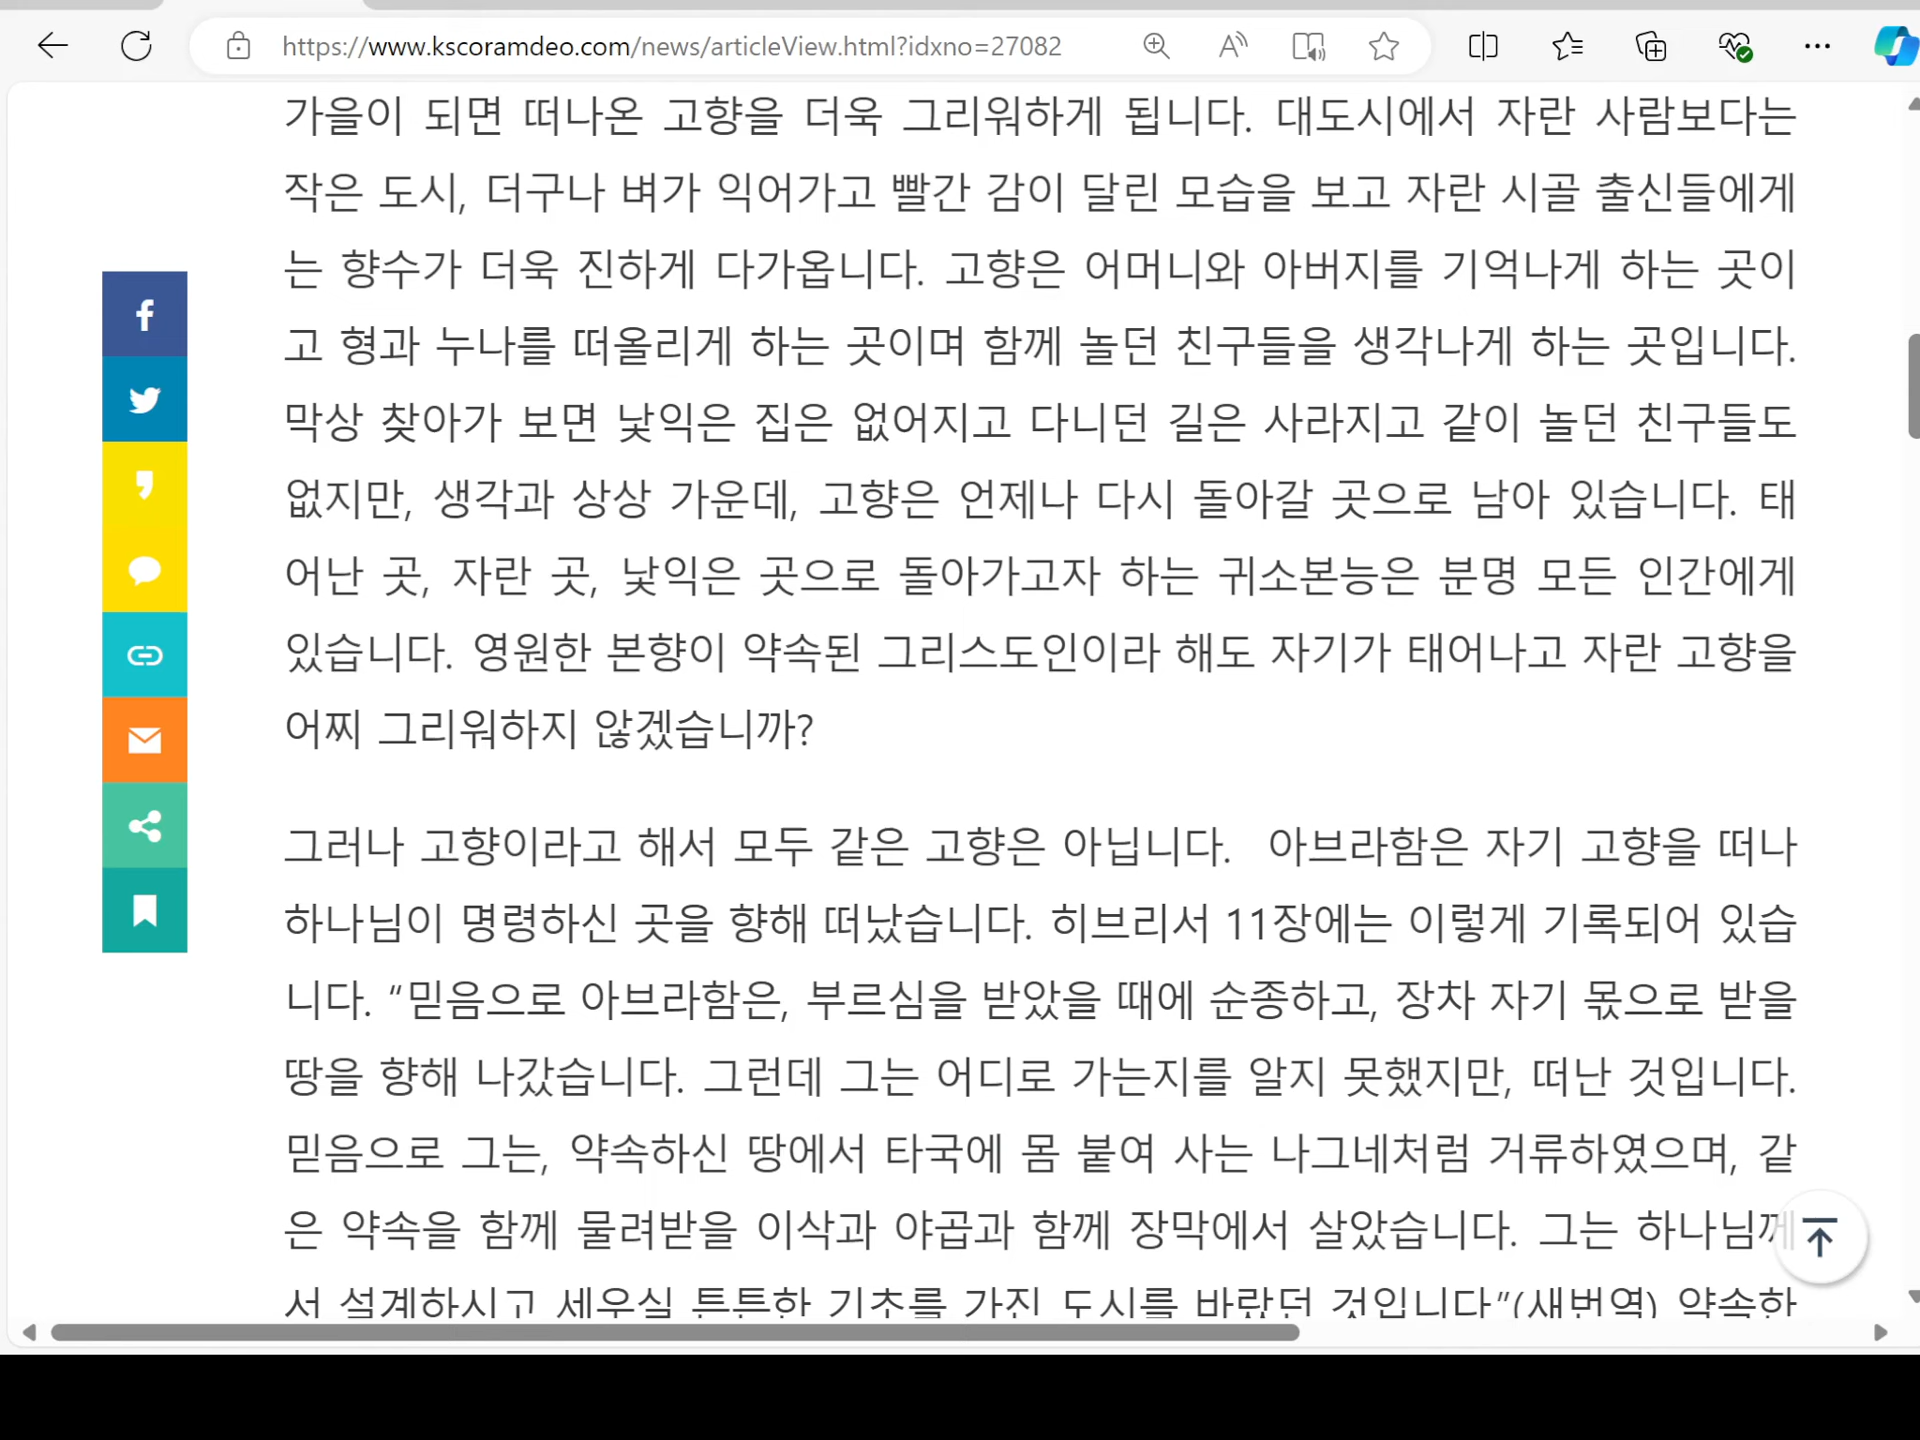 https://www.kscoramdeo.com/news/articleView.html?idxno=27082
가을이 되면 떠나온 고향을 더욱 그리워하게 됩니다. 대도시에서 자란 사람보다는
작은 도시, 더구나 벼가 익어가고 빨간 감이 달린 모습을 보고 자란 시골 출신들에게
는 향수가 더욱 진하게 다가옵니다. 고향은 어머니와 아버지를 기억나게 하는 곳이
고 형과 누나를 떠올리게 하는 곳이며 함께 놀던 친구들을 생각나게 하는 곳입니다.
막상 찾아가 보면 낯익은 집은 없어지고 다니던 길은 사라지고 같이 놀던 친구들도
없지만, 생각과 상상 가운데, 고향은 언제나 다시 돌아갈 곳으로 남아 있습니다. 태
어난 곳, 자란 곳, 낯익은 곳으로 돌아가고자 하는 귀소본능은 분명 모든 인간에게
있습니다. 영원한 본향이 약속된 그리스도인이라 해도 자기가 태어나고 자란 고향을
어찌 그리워하지 않겠습니까?
그러나 고향이라고 해서 모두 같은 고향은 아닙니다. 아브라함은 자기 고향을 떠나
하나님이 명령하신 곳을 향해 떠났습니다. 히브리서 11장에는 이렇게 기록되어 있습
니다. “믿음으로 아브라함은, 부르심을 받았을 때에 순종하고, 장차 자기 몫으로 받을
땅을 향해 나갔습니다. 그런데 그는 어디로 가는지를 알지 못했지만, 떠난 것입니다.
믿음으로 그는, 약속하신 땅에서 타국에 몸 붙여 사는 나그네처럼 거류하였으며, 같
은 약속을 함께 물려받을 이삭과 야곱과 함께 장막에서 살았습니다. 그는 하나님께
서 설계하시고 세우실 튼튼한 기초를 가진 도시를 바랐던 것입니다”(새번역) 약속한